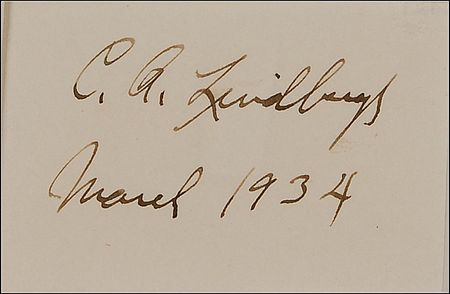 C. A. Lindbergh
March 1934